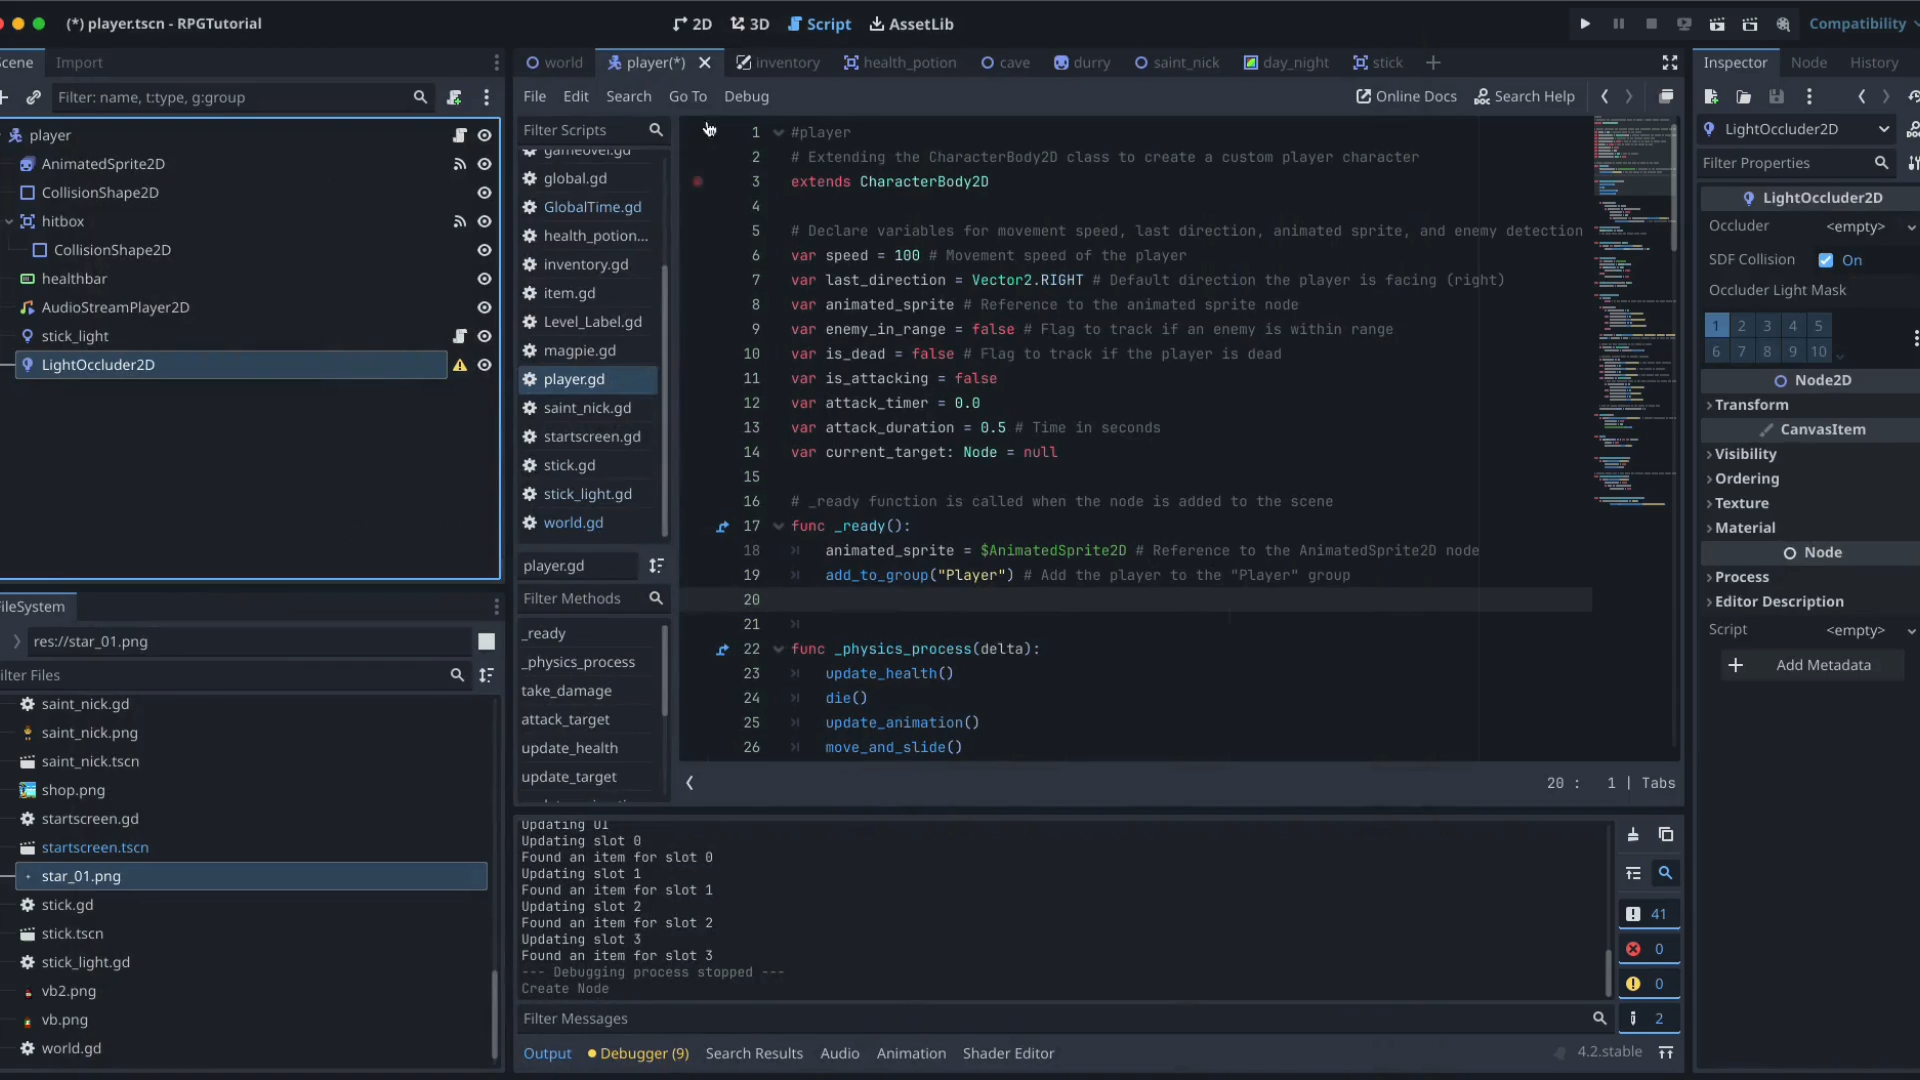 (*) player.tscn - RPGTutorial
2D
3D
Script
AssetLib
Compatibility
Scene
Import
Filter: name, t:type, g:group
player
AnimatedSprite2D
CollisionShape2D
hitbox
CollisionShape2D
healthbar
AudioStreamPlayer2D
stick_light
LightOccluder2D
FileSystem
res://star_01.png
Filter Files
saint_nick.gd
saint_nick.png
saint_nick.tscn
shop.png
startscreen.gd
startscreen.tscn
star_01.png
stick.gd
stick.tscn
stick_light.gd
vb2.png
vb.png
world.gd
world
player(*)
inventory
health_potion
cave
durry
saint_nick
day_night
stick
File
Edit
Search
Go To
Debug
Online Docs
Search Help
Filter Scripts
gameover.gd
global.gd
GlobalTime.gd
health_potion...
inventory.gd
item.gd
Level_Label.gd
magpie.gd
player.gd
saint_nick.gd
startscreen.gd
stick.gd
stick_light.gd
world.gd
player.gd
Filter Methods
_ready
_physics_process
take_damage
attack_target
update_health
update_target
1 #player
2 # Extending the CharacterBody2D class to create a custom player character
3 extends CharacterBody2D
4
5 # Declare variables for movement speed, last direction, animated sprite, and enemy detection
6 var speed = 100 # Movement speed of the player
7 var last_direction = Vector2.RIGHT # Default direction the player is facing (right)
8 var animated_sprite # Reference to the animated sprite node
9 var enemy_in_range = false # Flag to track if an enemy is within range
10 var is_dead = false # Flag to track if the player is dead
11 var is_attacking = false
12 var attack_timer = 0.0
13 var attack_duration = 0.5 # Time in seconds
14 var current_target: Node = null
15
16 # _ready function is called when the node is added to the scene
17 func _ready():
18 animated_sprite = $AnimatedSprite2D # Reference to the AnimatedSprite2D node
19 add_to_group("Player") # Add the player to the "Player" group
20
21
22 func _physics_process(delta):
23 update_health()
24 die()
25 update_animation()
26 move_and_slide()
20 : 1 | Tabs
Updating UI
Updating slot 0
Found an item for slot 0
Updating slot 1
Found an item for slot 1
Updating slot 2
Found an item for slot 2
Updating slot 3
Found an item for slot 3
--- Debugging process stopped ---
Create Node
41
0
0
2
Filter Messages
Output
Debugger (9)
Search Results
Audio
Animation
Shader Editor
4.2.stable
Inspector
Node
History
LightOccluder2D
Filter Properties
LightOccluder2D
Occluder <empty>
SDF Collision On
Occluder Light Mask
1 2 3 4 5
6 7 8 9 10
Node2D
Transform
CanvasItem
Visibility
Ordering
Texture
Material
Node
Process
Editor Description
Script <empty>
Add Metadata